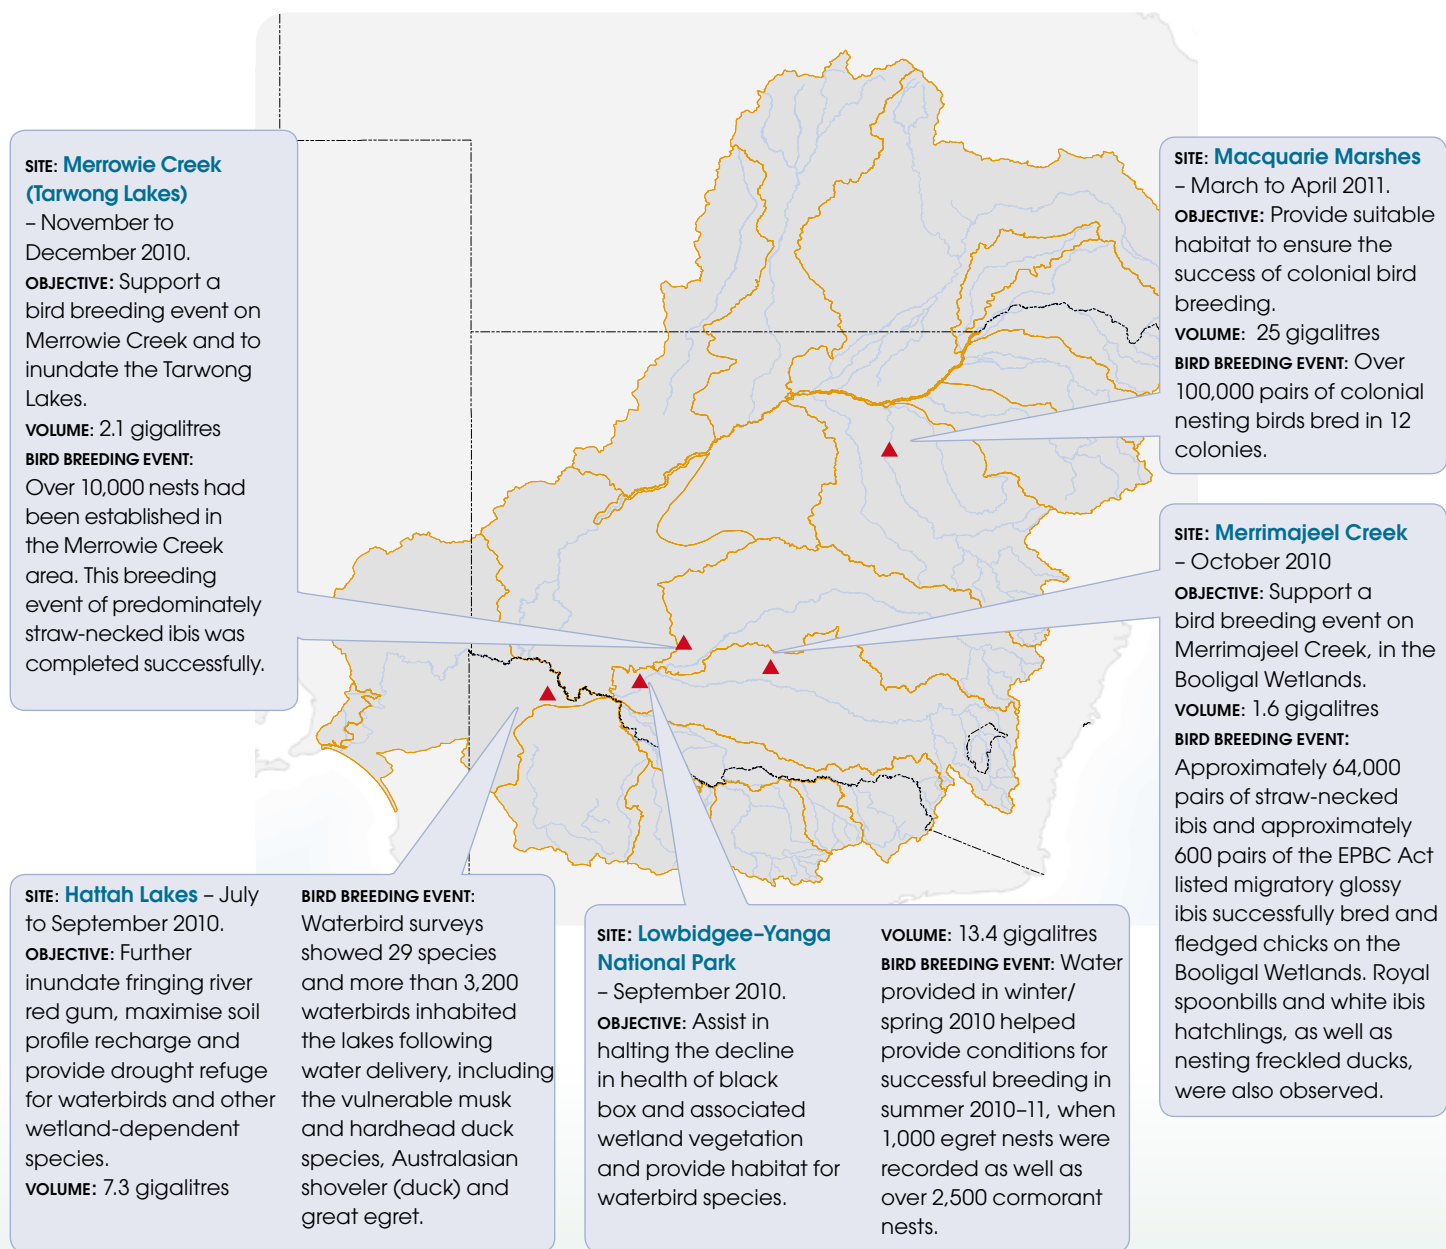 SITE: Merrowie Creek
(Tarwong Lakes)
– November to
December 2010.
OBJECTIVE: Support a
bird breeding event on
Merrowie Creek and to
inundate the Tarwong
Lakes.
VOLUME: 2.1 gigalitres
BIRD BREEDING EVENT:
Over 10,000 nests had
been established in
the Merrowie Creek
area. This breeding
event of predominately
straw-necked ibis was
completed successfully.
SITE: Macquarie Marshes
– March to April 2011.
OBJECTIVE: Provide suitable
habitat to ensure the
success of colonial bird
breeding.
VOLUME: 25 gigalitres
BIRD BREEDING EVENT: Over
100,000 pairs of colonial
nesting birds bred in 12
colonies.
SITE: Merrimajeel Creek
– October 2010
OBJECTIVE: Support a
bird breeding event on
Merrimajeel Creek, in the
Booligal Wetlands.
VOLUME: 1.6 gigalitres
BIRD BREEDING EVENT:
Approximately 64,000
pairs of straw-necked
ibis and approximately
600 pairs of the EPBC Act
listed migratory glossy
ibis successfully bred and
fledged chicks on the
Booligal Wetlands. Royal
spoonbills and white ibis
hatchlings, as well as
nesting freckled ducks,
were also observed.
SITE: Hattah Lakes – July
to September 2010.
OBJECTIVE: Further
inundate fringing river
red gum, maximise soil
profile recharge and
provide drought refuge
for waterbirds and other
wetland-dependent
species.
VOLUME: 7.3 gigalitres
BIRD BREEDING EVENT:
Waterbird surveys
showed 29 species
and more than 3,200
waterbirds inhabited
the lakes following
water delivery, including
the vulnerable musk
and hardhead duck
species, Australasian
shoveler (duck) and
great egret.
SITE: Lowbidgee–Yanga
National Park
– September 2010.
OBJECTIVE: Assist in
halting the decline
in health of black
box and associated
wetland vegetation
and provide habitat for
waterbird species.
VOLUME: 13.4 gigalitres
BIRD BREEDING EVENT: Water
provided in winter/
spring 2010 helped
provide conditions for
successful breeding in
summer 2010–11, when
1,000 egret nests were
recorded as well as
over 2,500 cormorant
nests.